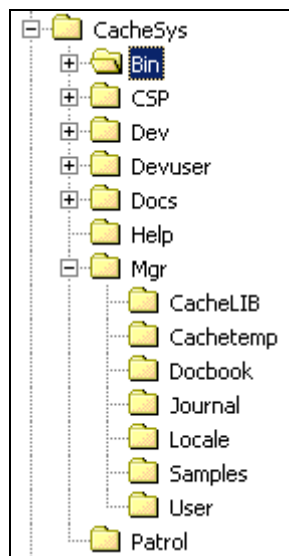 CacheSys
Bin
CSP
Dev
Devuser
Docs
Help
Mgr
CacheLIB
Cachetemp
Docbook
Journal
Locale
Samples
User
Patrol